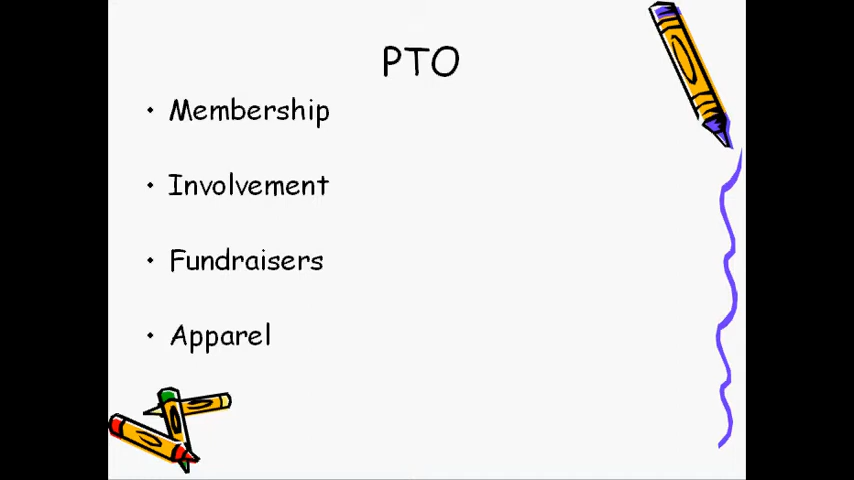 PTO
• Membership
• Involvement
• Fundraisers
• Apparel